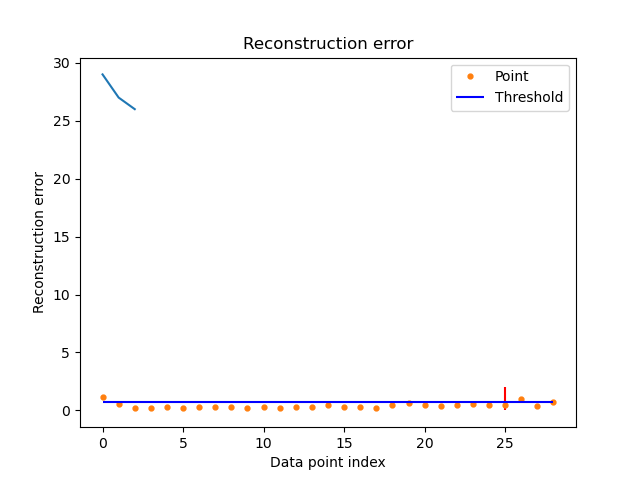 Reconstruction error
Point
Threshold
30
25
20
15
10
5
0
Reconstruction error
0 5 10 15 20 25
Data point index